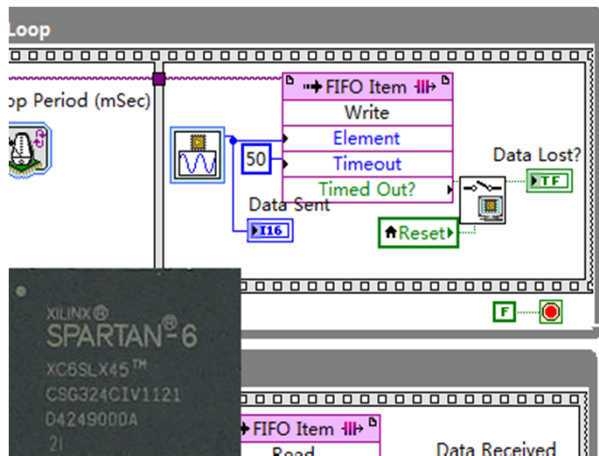 Loop
op Period (mSec)
FIFO Item
Write
Element
50
Timeout
Timed Out?
Data Lost?
TF
Data Sent
I16
Reset
F
XILINX®
SPARTAN®-6
XC6SLX45™
CSG324CIV1121
D4249000A
2I
FIFO Item
Read
Data Received